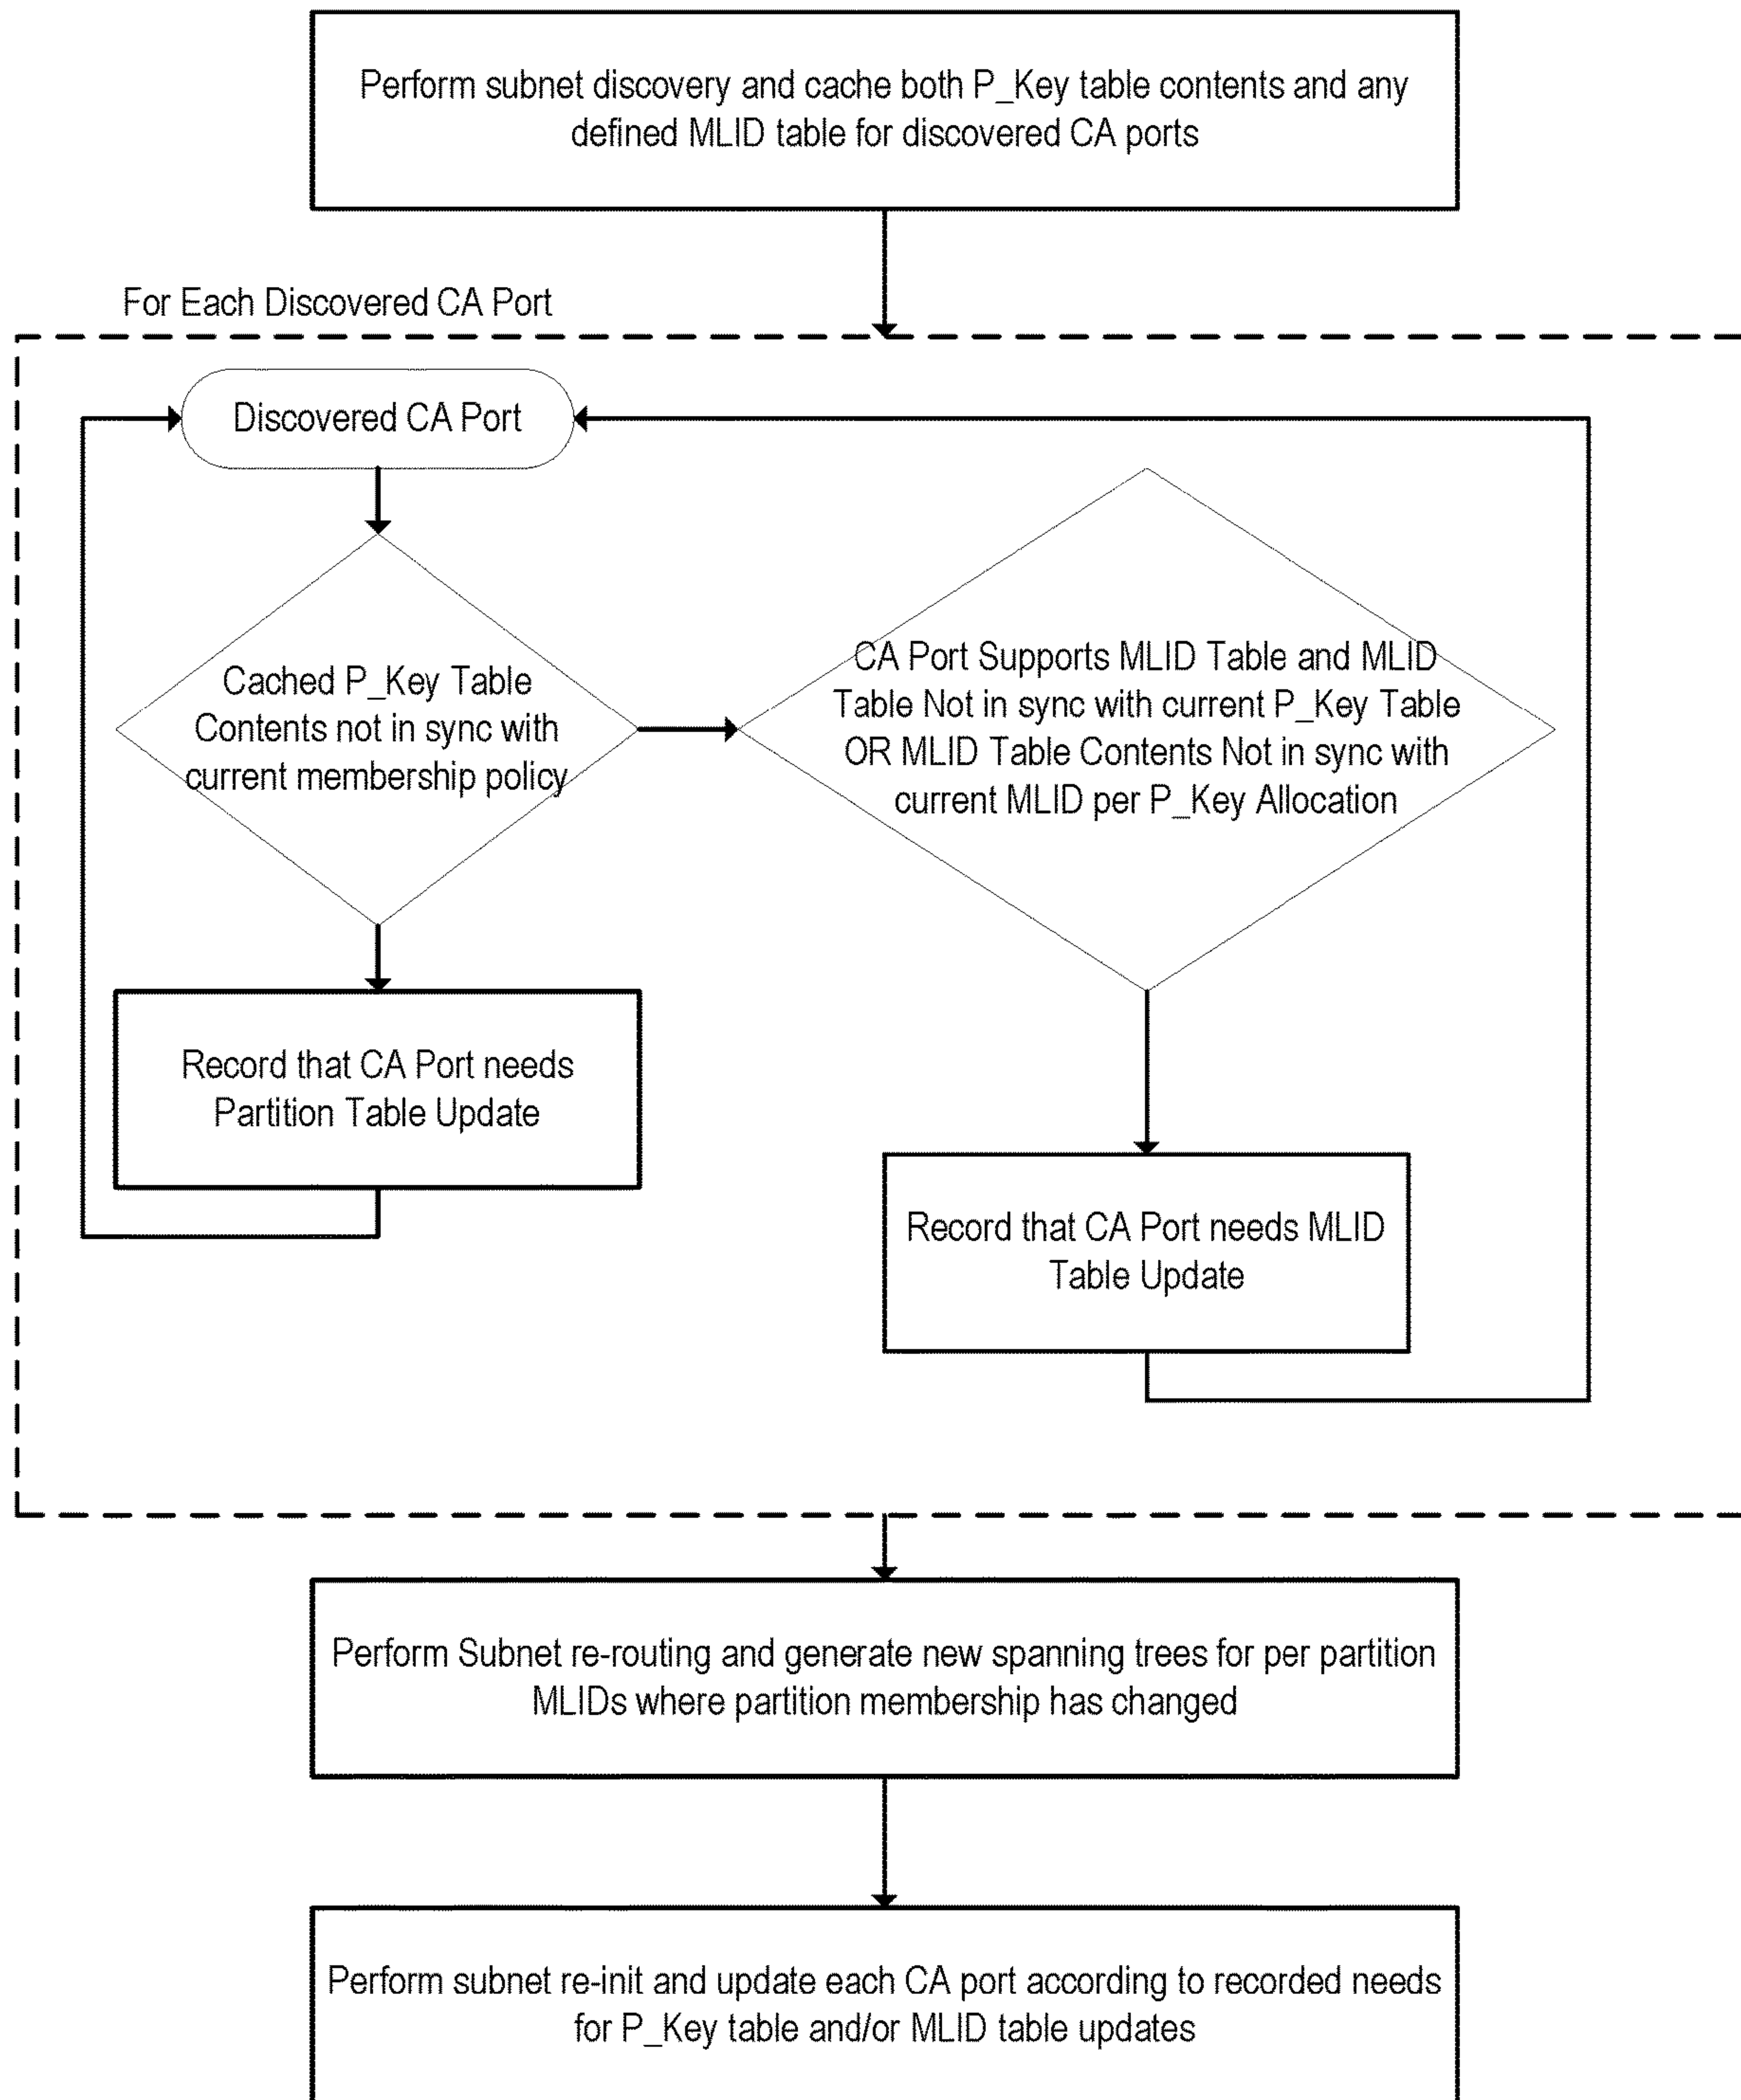 Perform subnet discovery and cache both P_Key table contents and any
defined MLID table for discovered CA ports
For Each Discovered CA Port
Discovered CA Port
Cached P_Key Table
Contents not in sync with
current membership policy
CA Port Supports MLID Table and MLID
Table Not in sync with current P_Key Table
OR MLID Table Contents Not in sync with
current MLID per P_Key Allocation
Record that CA Port needs
Partition Table Update
Record that CA Port needs MLID
Table Update
Perform Subnet re-routing and generate new spanning trees for per partition
MLIDs where partition membership has changed
Perform subnet re-init and update each CA port according to recorded needs
for P_Key table and/or MLID table updates